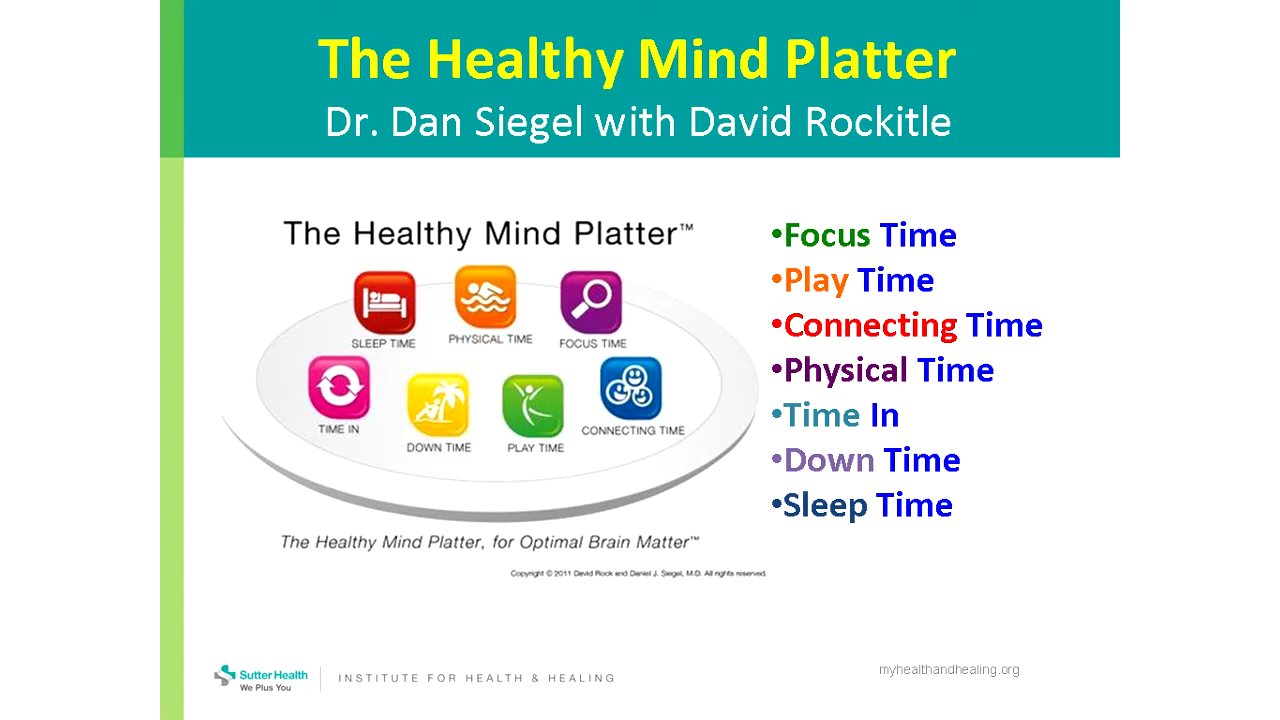 The Healthy Mind Platter
Dr. Dan Siegel with David Rockitle
The Healthy Mind Platter™
SLEEP TIME
PHYSICAL TIME
FOCUS TIME
TIME IN
DOWN TIME
PLAY TIME
CONNECTING TIME
The Healthy Mind Platter, for Optimal Brain Matter™
Copyright © 2011 David Rock and Daniel J. Siegel, M.D. All rights reserved.
•Focus Time
•Play Time
•Connecting Time
•Physical Time
•Time In
•Down Time
•Sleep Time
Sutter Health
We Plus You
INSTITUTE FOR HEALTH & HEALING
myhealthandhealing.org